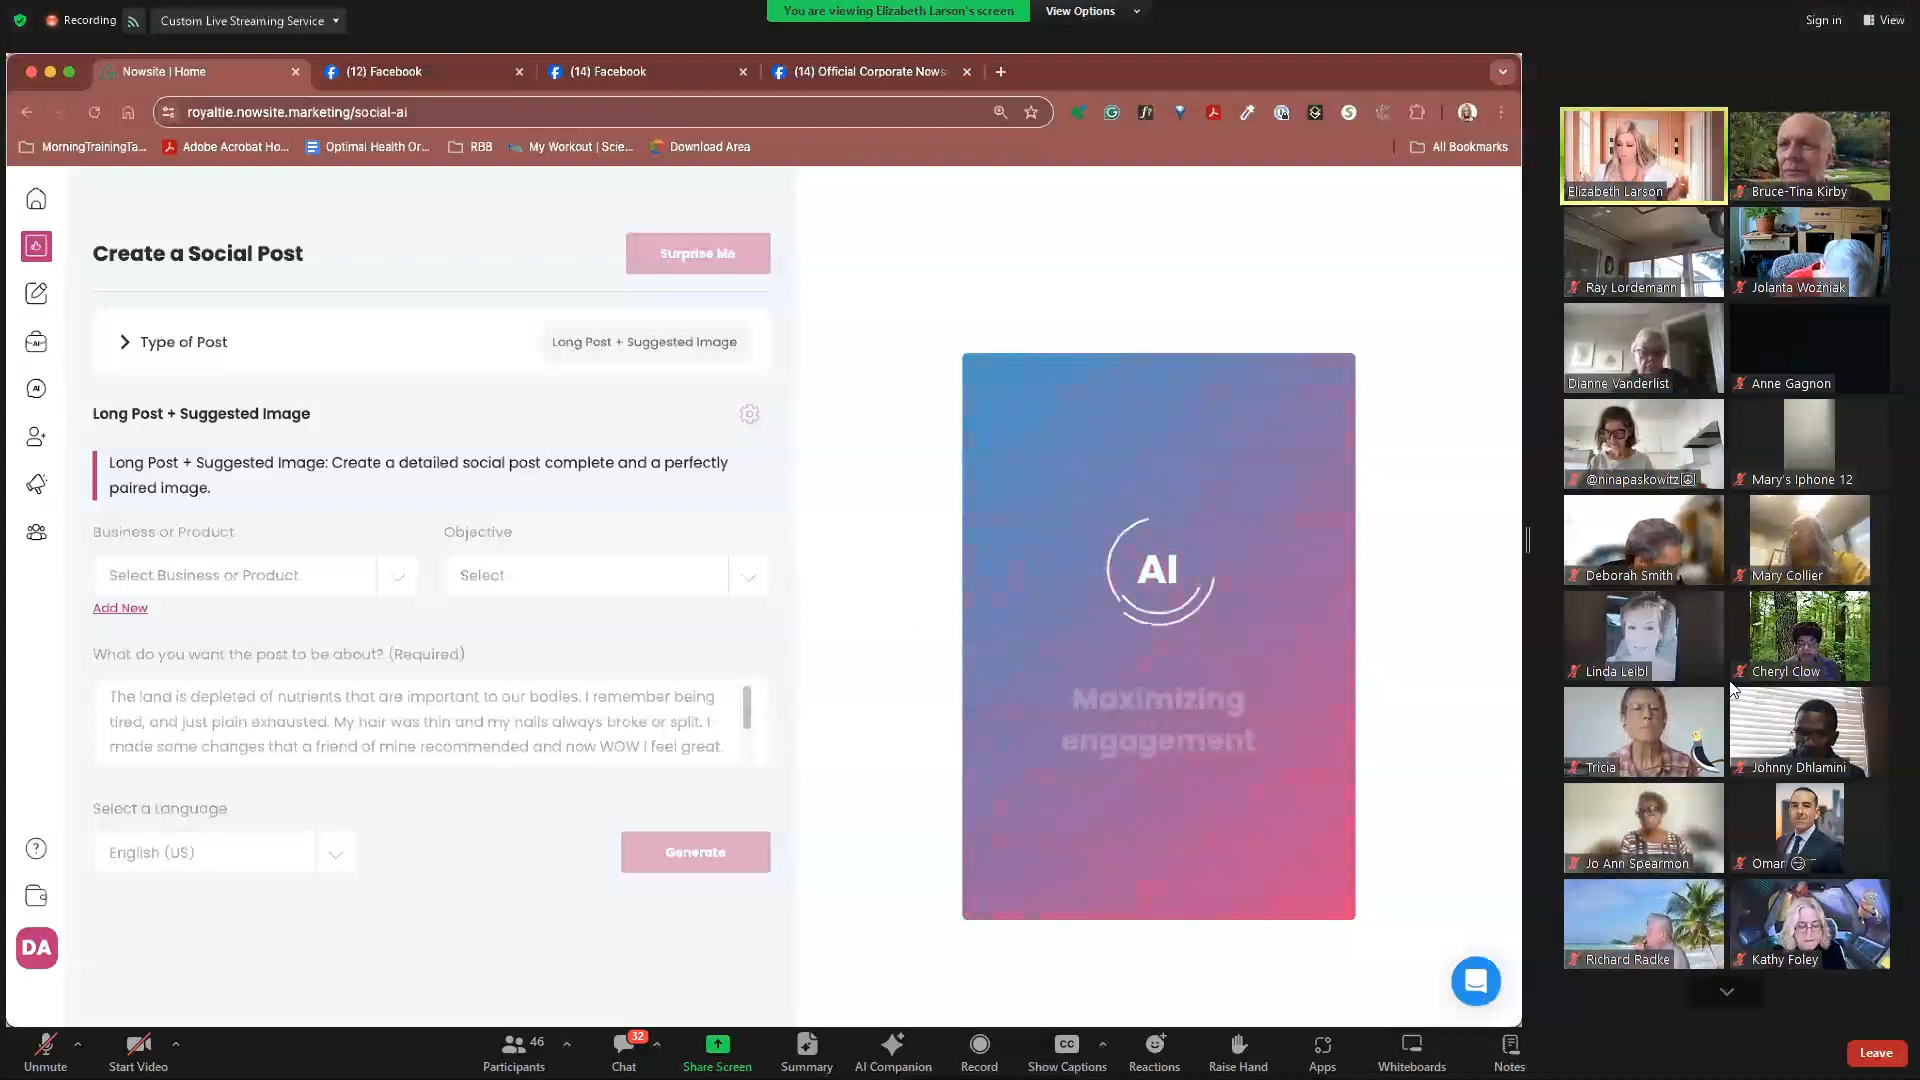 Recording
Custom Live Streaming Service
You are viewing Elizabeth Larson's screen
View Options
Sign in
View
Nowsite | Home
(12) Facebook
(14) Facebook
(14) Official Corporate Nows
royaltie.nowsite.marketing/social-ai
MorningTrainingTa...
Adobe Acrobat Ho...
Optimal Health Or...
RBB
My Workout | Scie...
Download Area
All Bookmarks
Create a Social Post
Surprise Me
Type of Post
Long Post + Suggested Image
Long Post + Suggested Image
Long Post + Suggested Image: Create a detailed social post complete and a perfectly
paired image.
Business or Product
Objective
Select Business or Product
Select
Add New
What do you want the post to be about? (Required)
The land is depleted of nutrients that are important to our bodies. I remember being
tired, and just plain exhausted. My hair was thin and my nails always broke or split. I
made some changes that a friend of mine recommended and now WOW I feel great.
Select a Language
English (US)
Generate
DA
AI
Maximizing
engagement
Elizabeth Larson
Bruce-Tina Kirby
Ray Lordemann
Jolanta Woźniak
Dianne Vanderlist
Anne Gagnon
@ninapaskowitz
Mary's Iphone 12
Deborah Smith
Mary Collier
Linda Leibl
Cheryl Clow
Tricia
Johnny Dhlamini
Jo Ann Spearmon
Omar
Richard Radke
Kathy Foley
Unmute
Start Video
46
Participants
32
Chat
Share Screen
Summary
AI Companion
Record
CC
Show Captions
Reactions
Raise Hand
Apps
Whiteboards
Notes
Leave